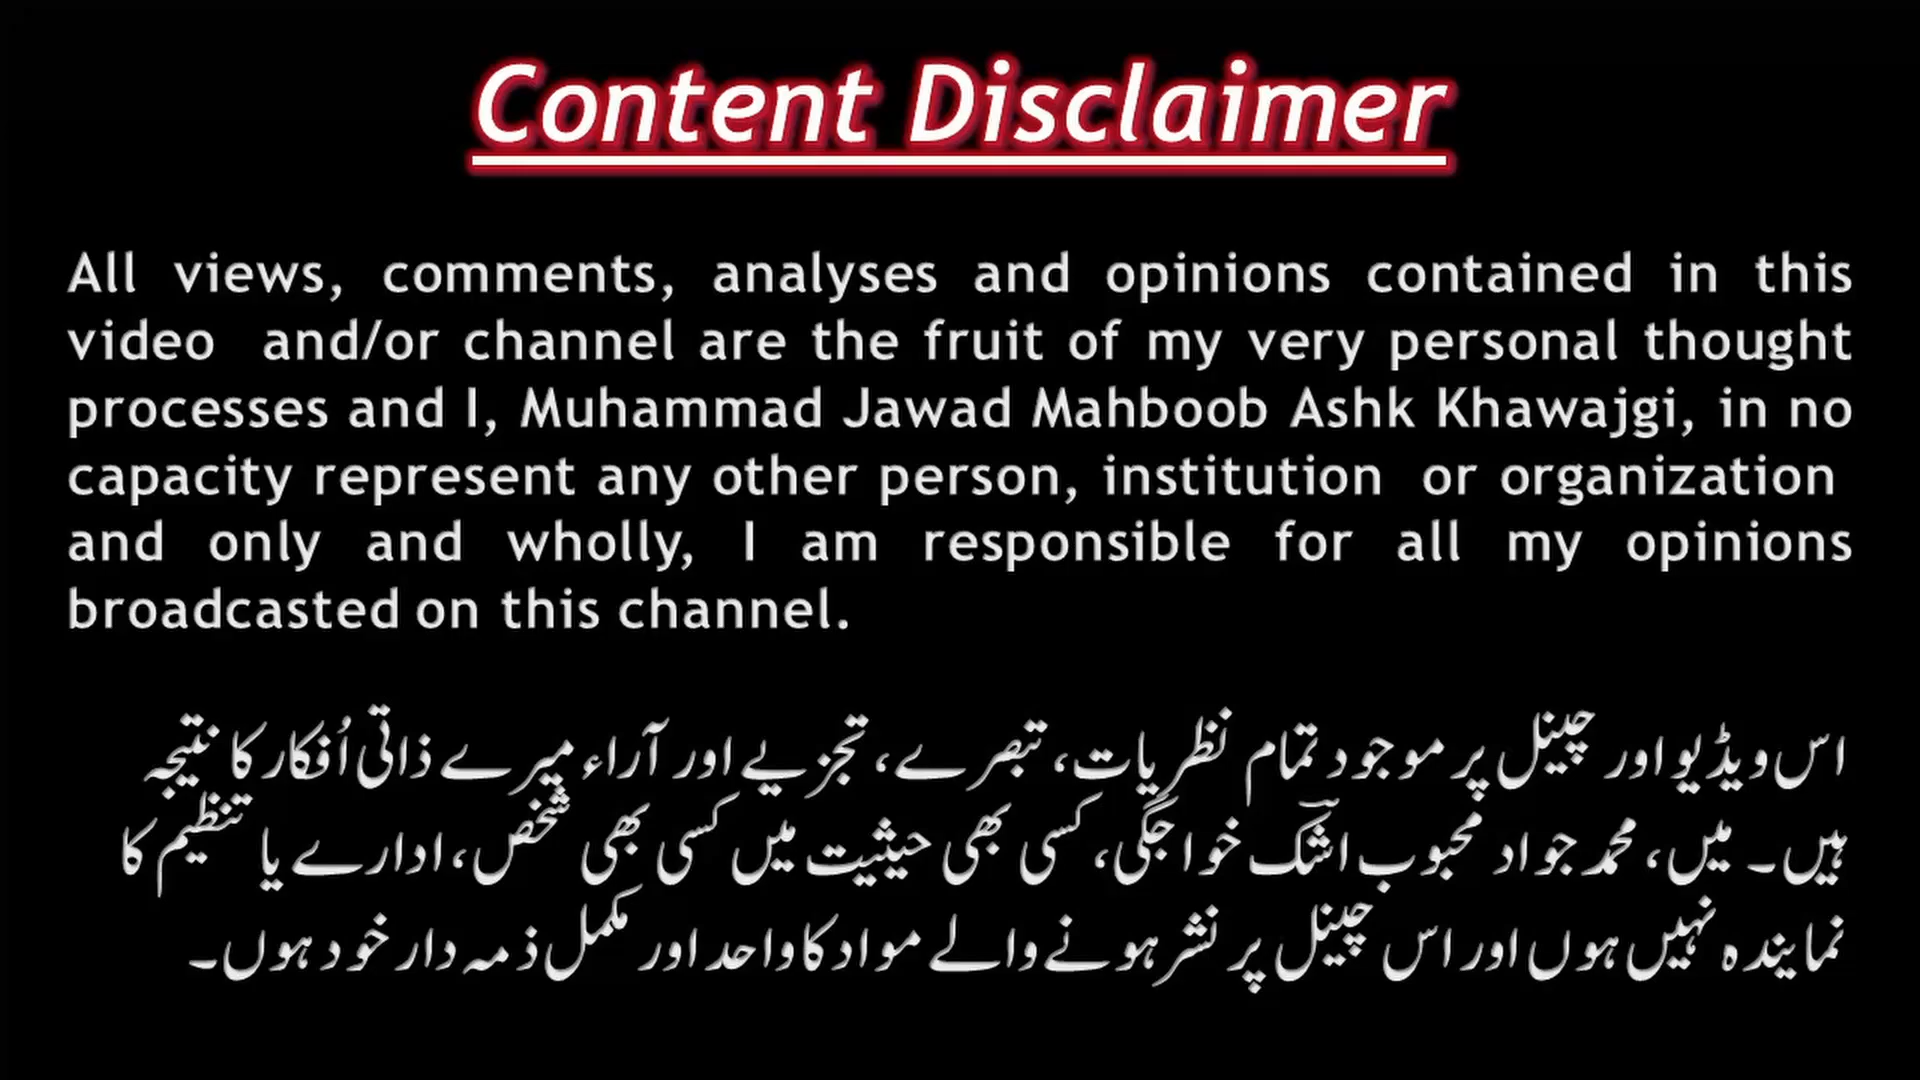 Content Disclaimer
All views, comments, analyses and opinions contained in this
video and/or channel are the fruit of my very personal thought
processes and I, Muhammad Jawad Mahboob Ashk Khawajgi, in no
capacity represent any other person, institution or organization
and only and wholly, I am responsible for all my opinions
broadcasted on this channel.
اس ویڈیو اور چینل پر موجود تمام نظریات، تبصرے، تجزیے اور آراء میرے ذاتی اُفکار کا نتیجہ
ہیں۔ میں، محمد جواد محبوب اشکؔ خواجگی، کسی بھی حیثیت میں کسی بھی شخص، ادارے یا تنظیم کا
نمایندہ نہیں ہوں اور اس چینل پر نشر ہونے والے مواد کا واحد اور مکمل ذمہ دار خود ہوں۔